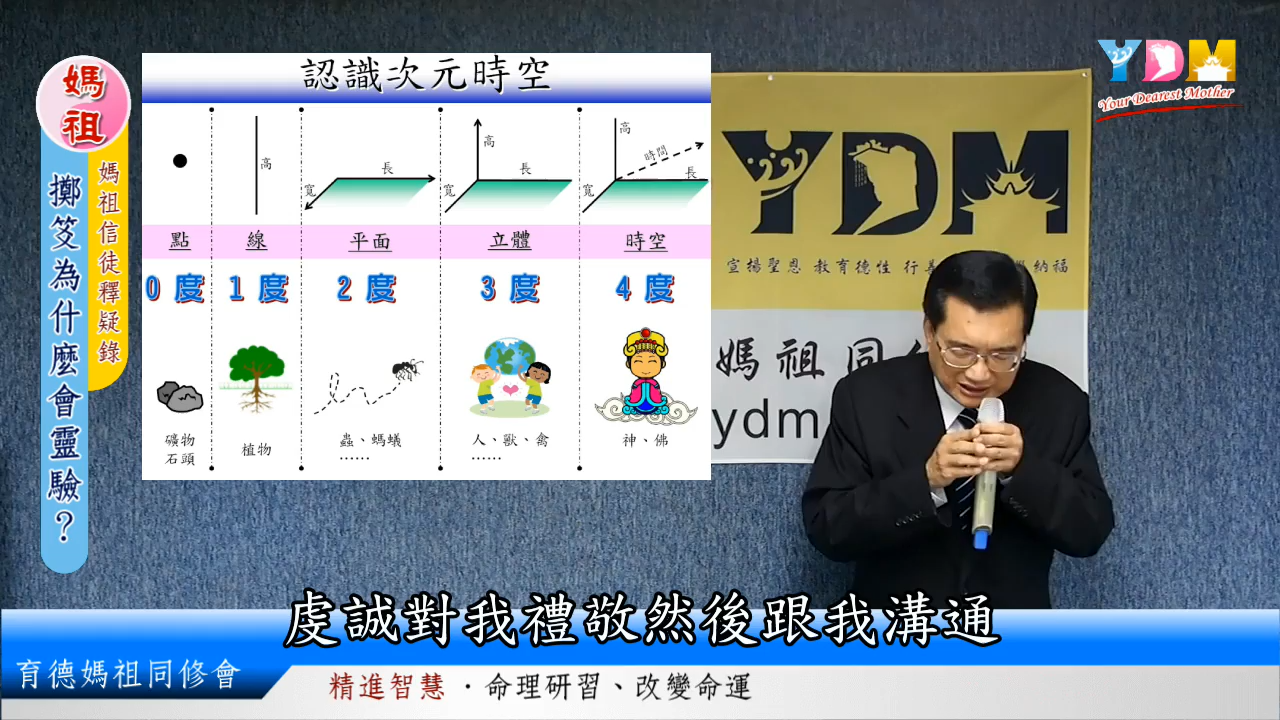 認識次元時空
高
長
寬
高
長
寬
高
時間
長
寬
點
線
平面
立體
時空
0 度
1 度
2 度
3 度
4 度
礦物
石頭
植物
蟲、螞蟻
……
人、獸、禽
……
神、佛
媽祖
媽祖信徒釋疑錄
擲筊為什麼會靈驗？
YDM
Your Dearest Mother
YDM
宣揚聖恩 教育德性 行善
納福
媽祖同
ydm
虔誠對我禮敬然後跟我溝通
育德媽祖同修會
精進智慧 ‧ 命理研習、改變命運